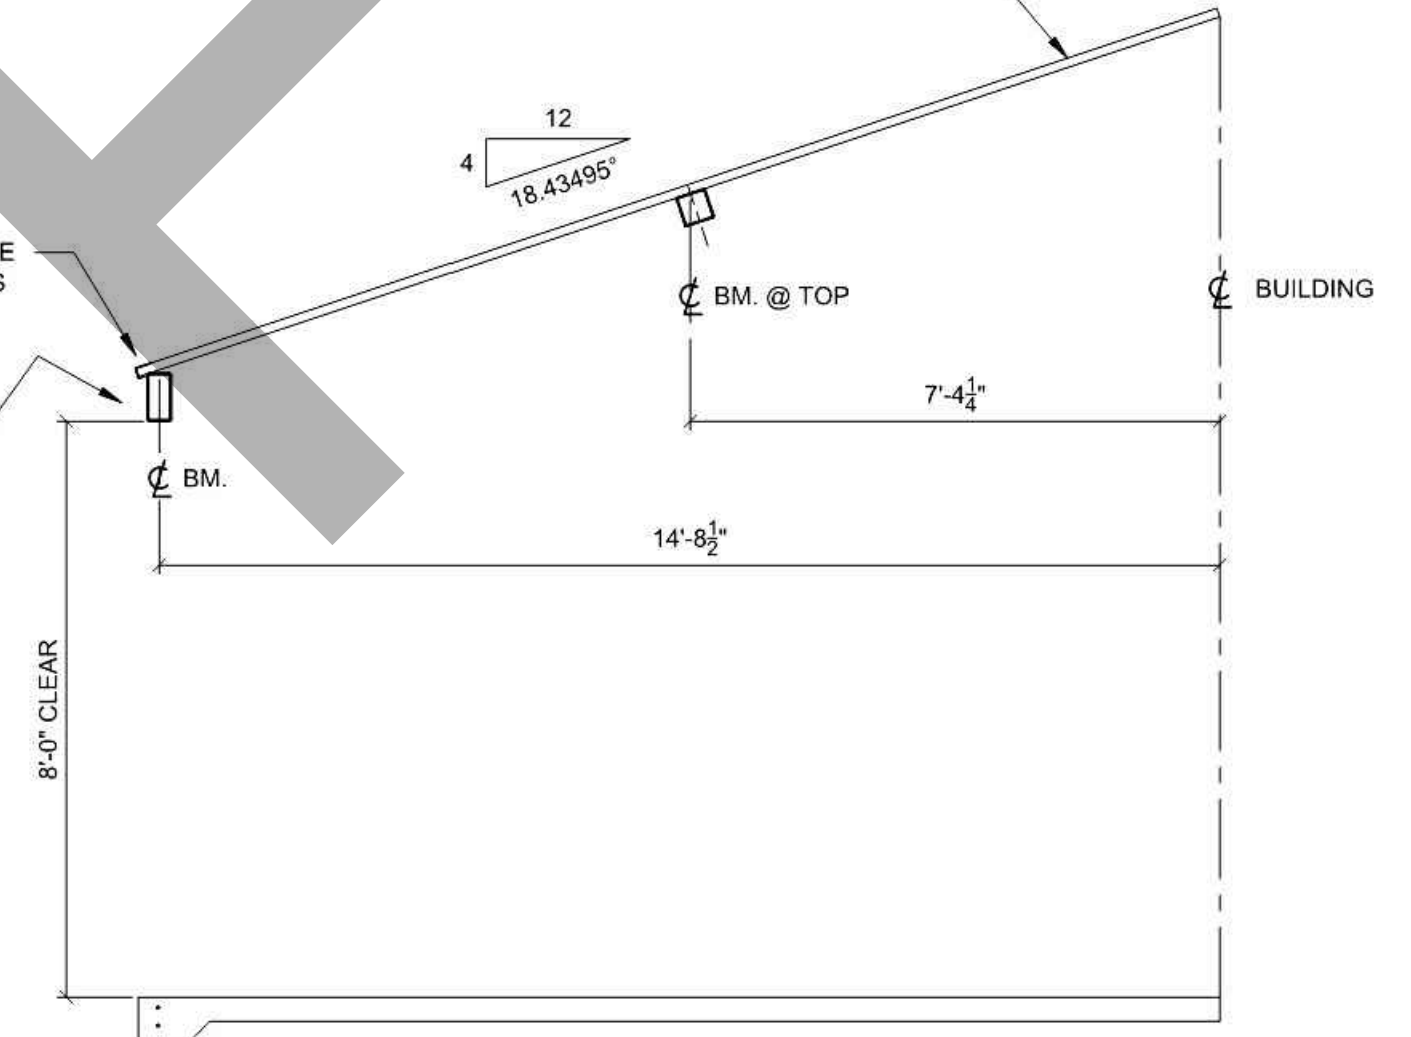 12
4
18.43495°
E
S
℄ BM. @ TOP
℄ BUILDING
7'-4¼"
℄ BM.
14'-8½"
8'-0" CLEAR